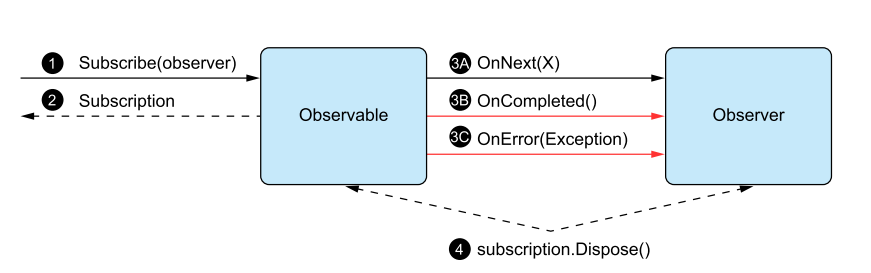 1 Subscribe(observer)
2 Subscription
Observable
3A OnNext(X)
3B OnCompleted()
3C OnError(Exception)
Observer
4 subscription.Dispose()